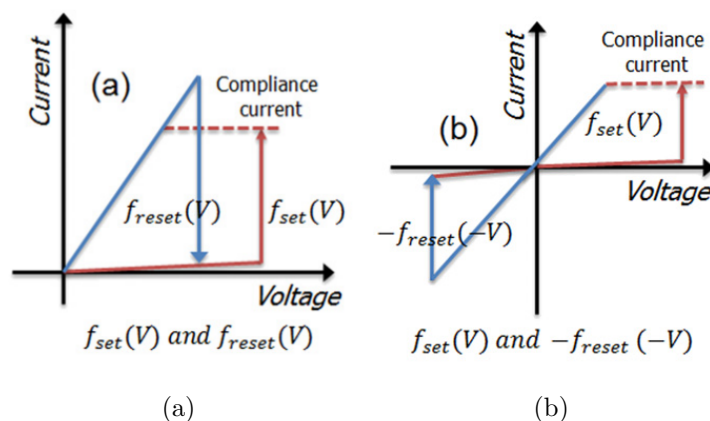 Current
(a)
Compliance
current
f_reset(V)
f_set(V)
Voltage
f_set(V) and f_reset(V)
(a)
Current
Compliance
current
(b)
f_set(V)
Voltage
−f_reset(−V)
f_set(V) and −f_reset(−V)
(b)